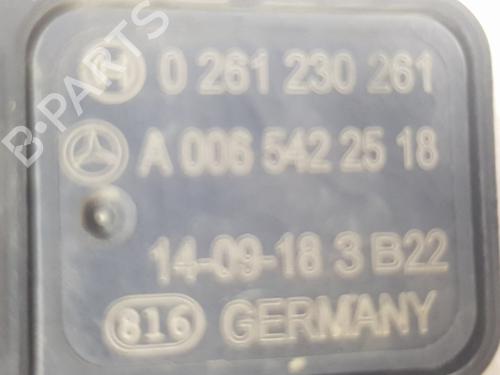 0 261 230 261
A 006 542 25 18
14-09-18 3 B22
816 GERMANY
B-PARTS